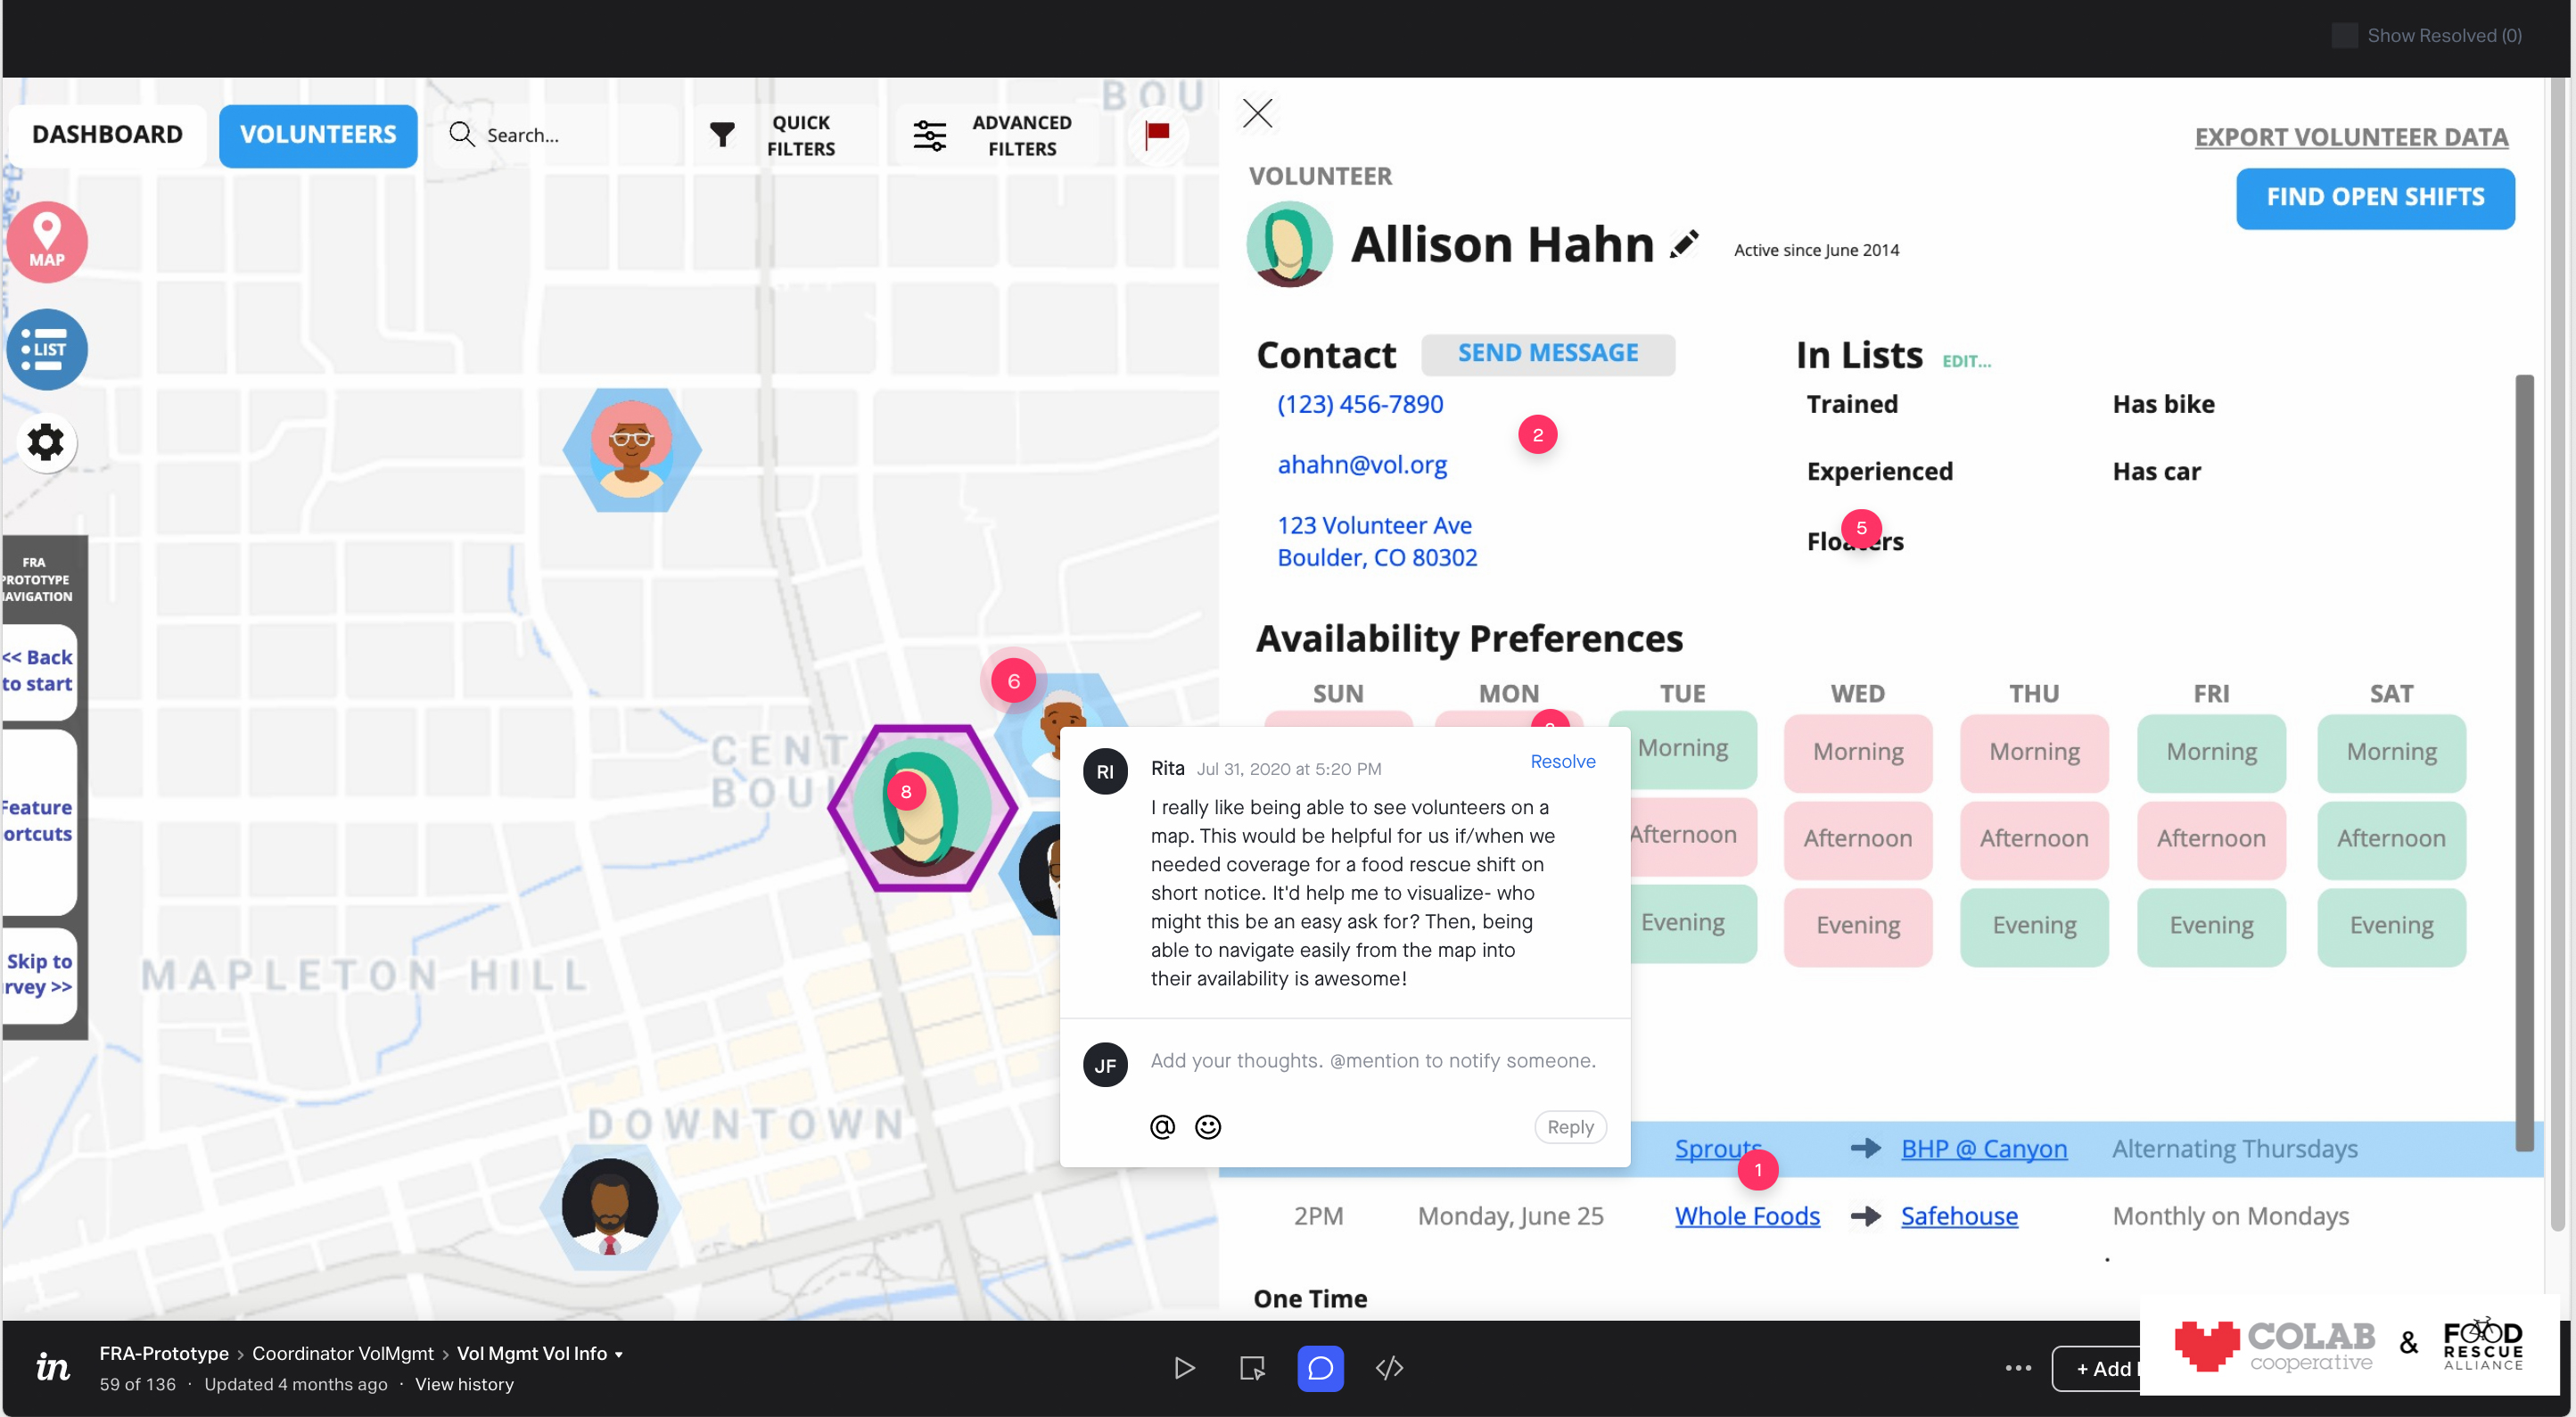 Show Resolved (0)
BOU
DASHBOARD
VOLUNTEERS
Search...
QUICK
FILTERS
ADVANCED
FILTERS
MAP
LIST
FRA
PROTOTYPE
NAVIGATION
<< Back
to start
Feature
ortcuts
Skip to
rvey >>
6
8
CENTRAL
BOUL
MAPLETON HILL
DOWNTOWN
EXPORT VOLUNTEER DATA
FIND OPEN SHIFTS
VOLUNTEER
Allison Hahn
Active since June 2014
Contact
SEND MESSAGE
(123) 456-7890
2
ahahn@vol.org
123 Volunteer Ave
Boulder, CO 80302
In Lists
EDIT...
Trained
Has bike
Experienced
Has car
5
Availability Preferences
SUN MON TUE WED THU FRI SAT
Morning Morning Morning Morning Morning
Afternoon Afternoon Afternoon Afternoon Afternoon
Evening Evening Evening Evening Evening
RI
Rita Jul 31, 2020 at 5:20 PM
Resolve
I really like being able to see volunteers on a
map. This would be helpful for us if/when we
needed coverage for a food rescue shift on
short notice. It'd help me to visualize- who
might this be an easy ask for? Then, being
able to navigate easily from the map into
their availability is awesome!
JF
Add your thoughts. @mention to notify someone.
@
Reply
Sprouts BHP @ Canyon Alternating Thursdays
1
2PM Monday, June 25 Whole Foods Safehouse Monthly on Mondays
One Time
in
FRA-Prototype > Coordinator VolMgmt > Vol Mgmt Vol Info
59 of 136 · Updated 4 months ago · View history
+ Add
COLAB
cooperative
&
FOOD
RESCUE
ALLIANCE